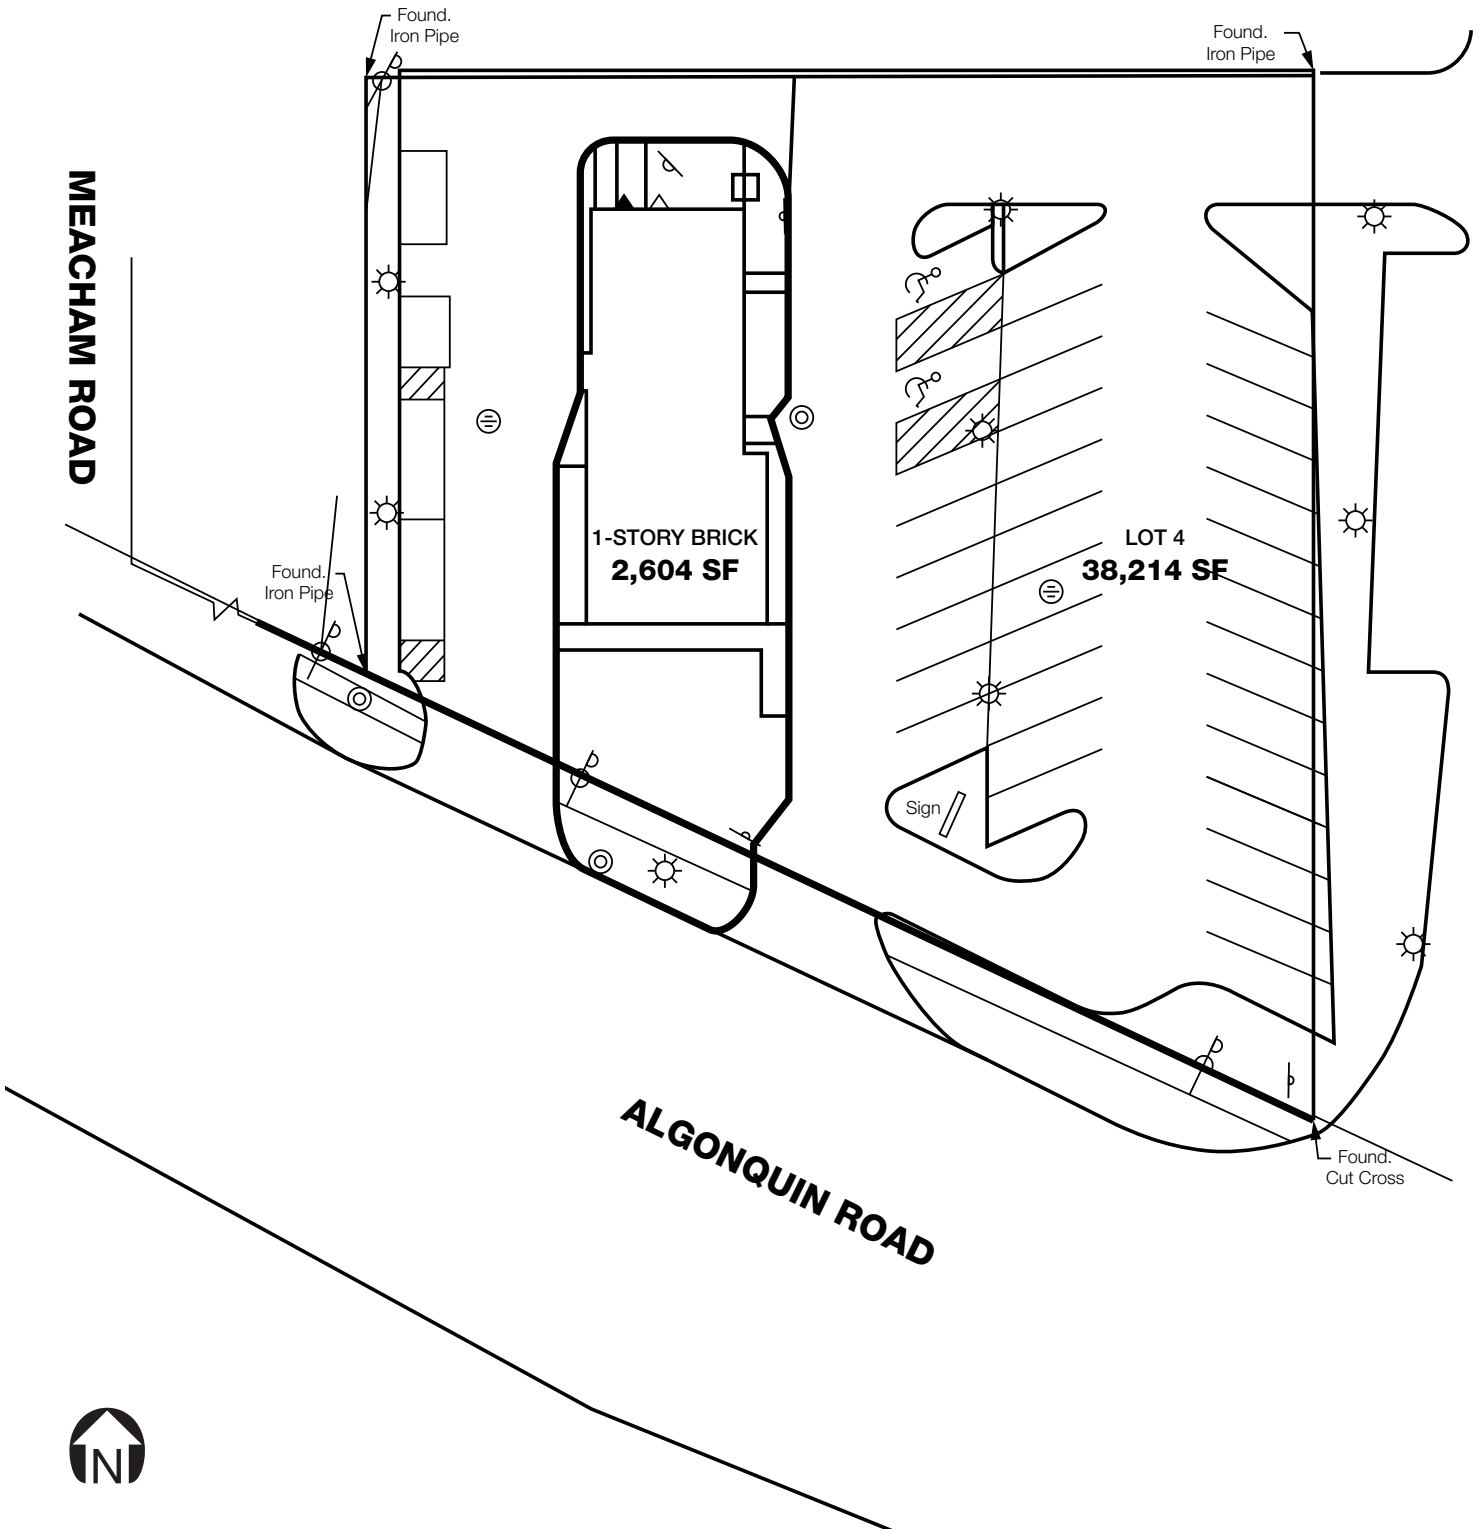 Found.
Iron Pipe
Found.
Iron Pipe
MEACHAM ROAD
1-STORY BRICK
2,604 SF
LOT 4
38,214 SF
Found.
Iron Pipe
Sign
ALGONQUIN ROAD
Found.
Cut Cross
N